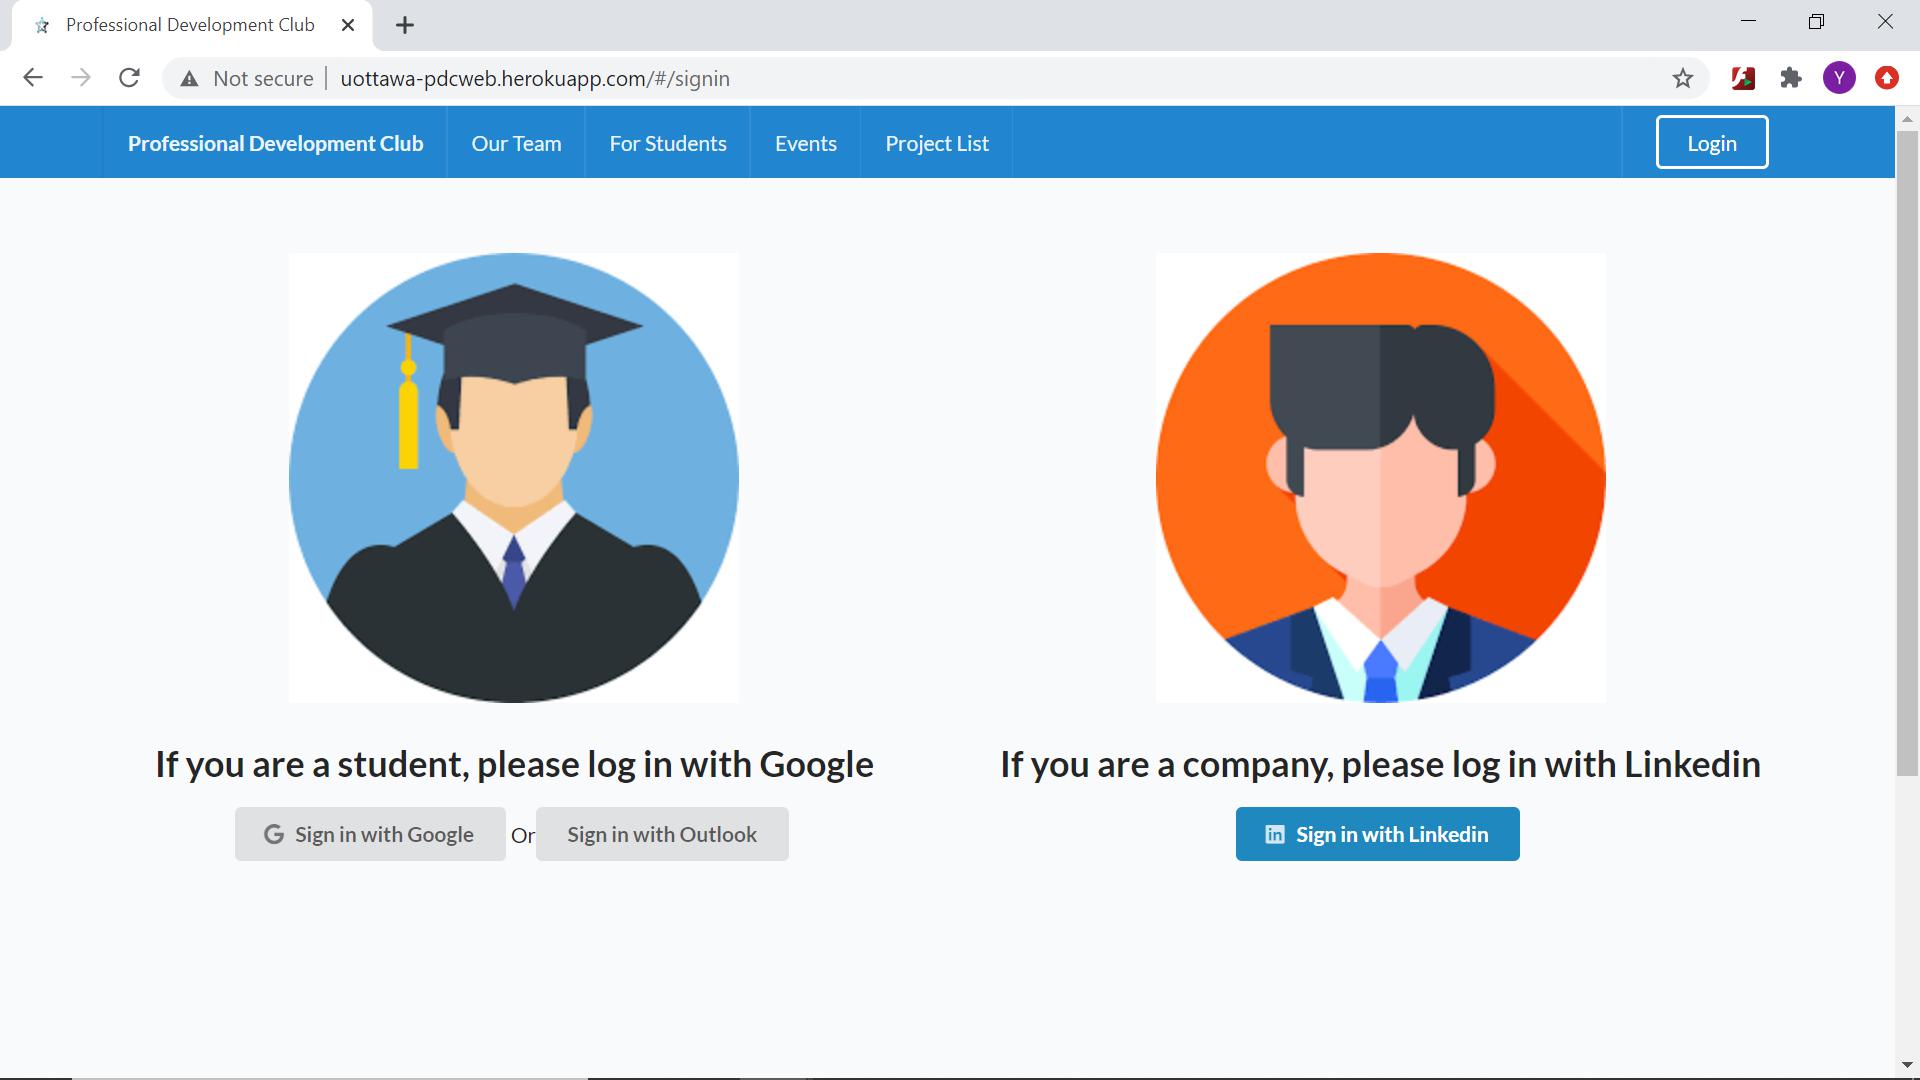 Professional Development Club
Not secure
uottawa-pdcweb.herokuapp.com/#/signin
Y
Professional Development Club
Our Team
For Students
Events
Project List
Login
If you are a student, please log in with Google
Sign in with Google Or Sign in with Outlook
If you are a company, please log in with Linkedin
in Sign in with Linkedin